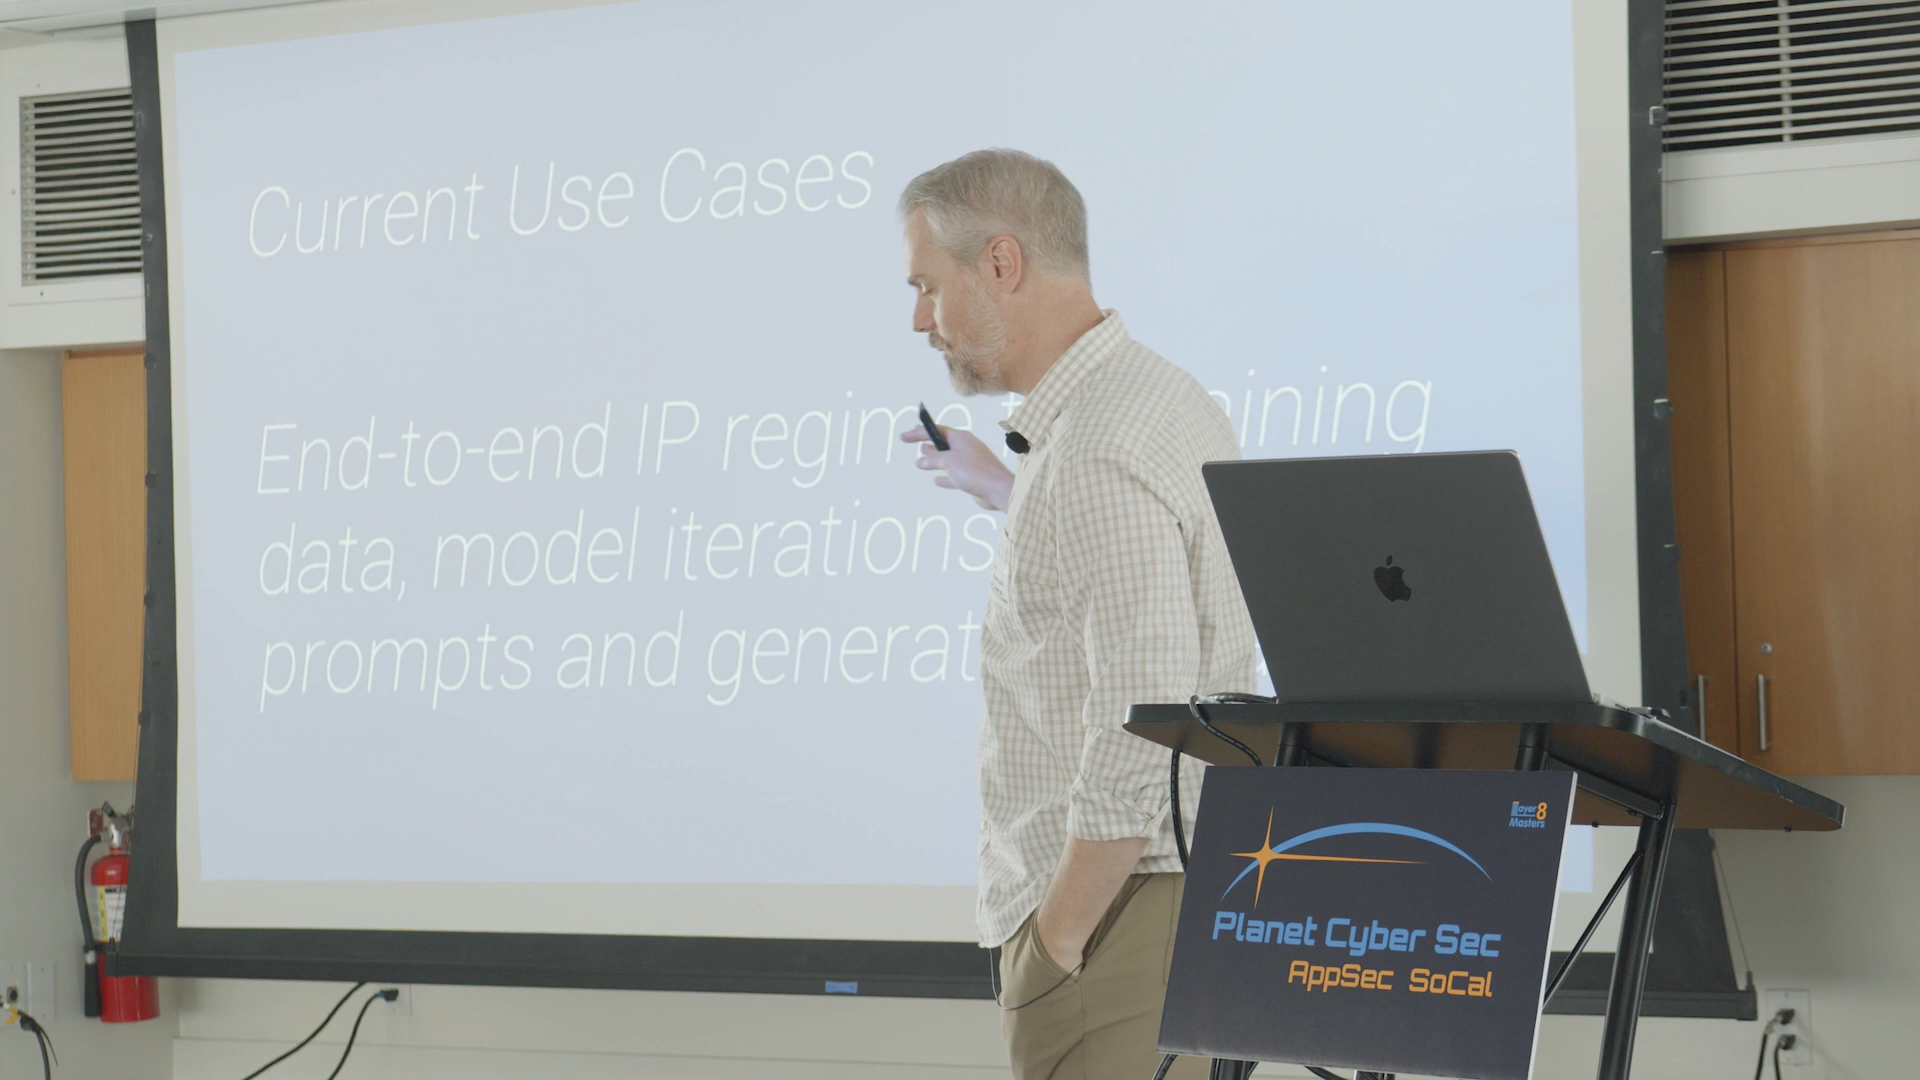 Current Use Cases
End-to-end IP regime
data, model iterations
prompts and
Layer 8
Masters
Planet Cyber Sec
AppSec SoCal